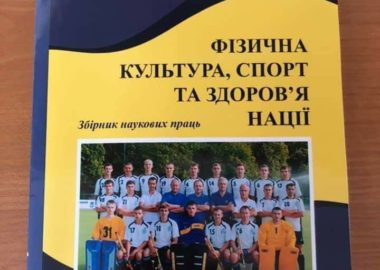 ФІЗИЧНА
КУЛЬТУРА, СПОРТ
ТА ЗДОРОВ'Я
НАЦІЇ
Збірник наукових праць
31